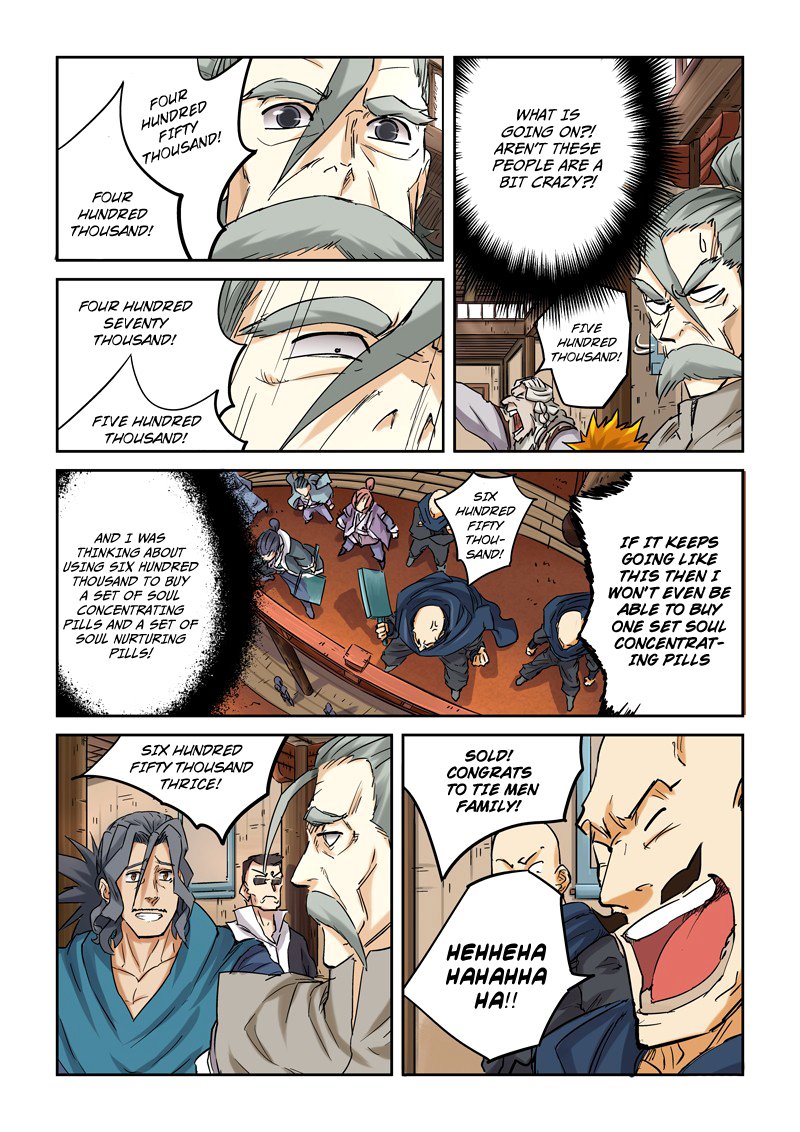 FOUR
HUNDRED
FIFTY
THOUSAND!
FOUR
HUNDRED
THOUSAND!
WHAT IS
GOING ON?!
AREN'T THESE
PEOPLE ARE A
BIT CRAZY?!
FOUR HUNDRED
SEVENTY
THOUSAND!
FIVE HUNDRED
THOUSAND!
FIVE
HUNDRED
THOUSAND!
AND I WAS
THINKING ABOUT
USING SIX HUNDRED
THOUSAND TO BUY
A SET OF SOUL
CONCENTRATING
PILLS AND A SET OF
SOUL NURTURING
PILLS!
SIX
HUNDRED
FIFTY
THOU-
SAND!
IF IT KEEPS
GOING LIKE
THIS THEN I
WON'T EVEN BE
ABLE TO BUY
ONE SET SOUL
CONCENTRAT-
ING PILLS
SIX HUNDRED
FIFTY THOUSAND
THRICE!
SOLD!
CONGRATS
TO TIE MEN
FAMILY!
HEHHEHA
HAHAHHA
HA!!